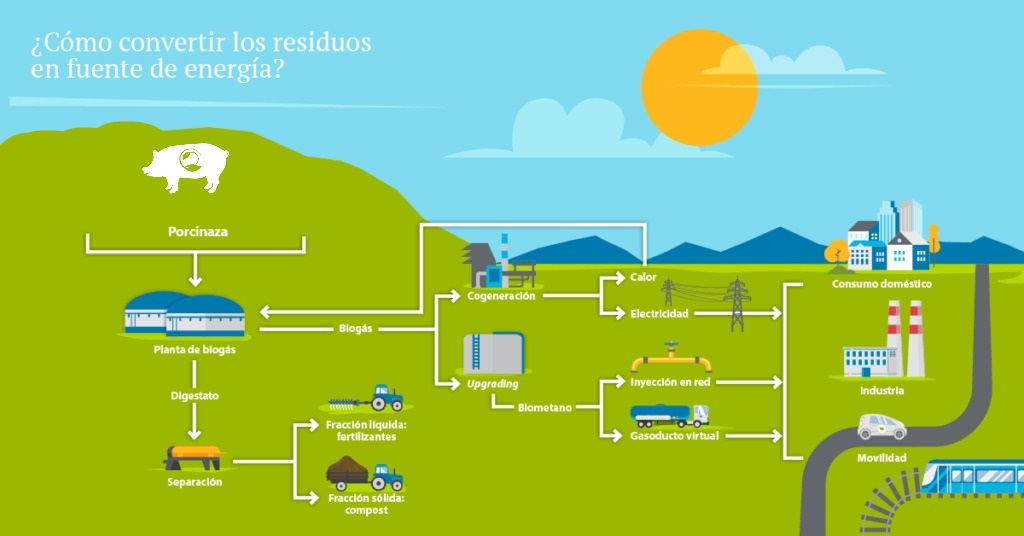 ¿Cómo convertir los residuos
en fuente de energía?
Porcinaza
Planta de biogás
Digestato
Separación
Fracción líquida:
fertilizantes
Fracción sólida:
compost
Biogás
Cogeneración
Upgrading
Biometano
Calor
Electricidad
Inyección en red
Gasoducto virtual
Consumo doméstico
Industria
Movilidad